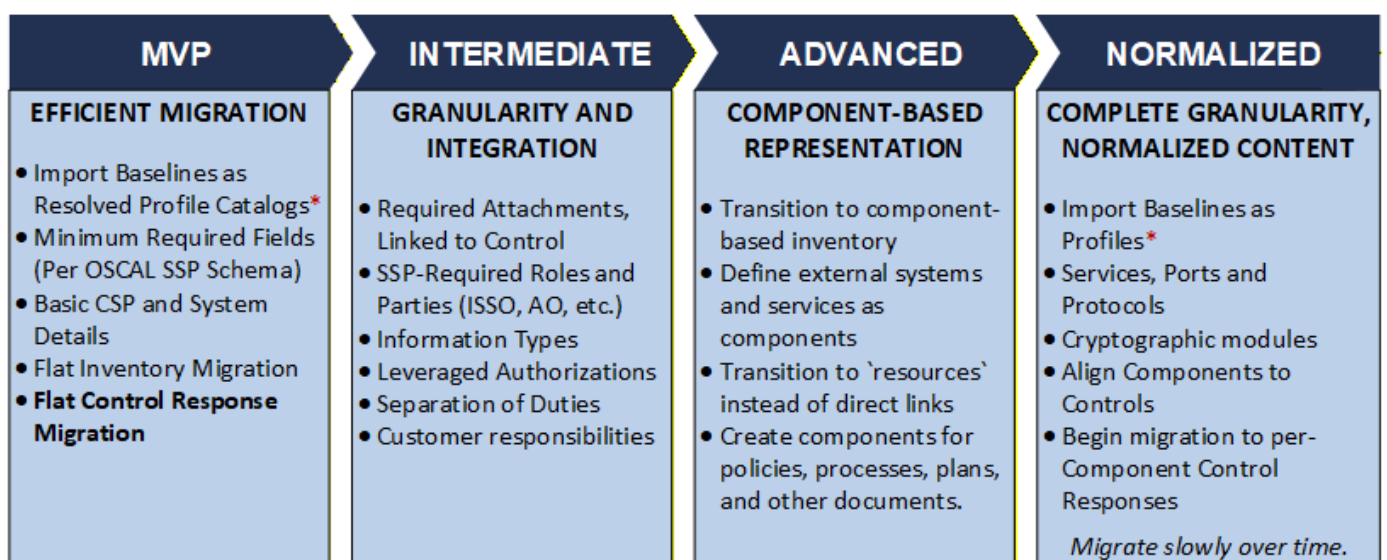 MVP
EFFICIENT MIGRATION
• Import Baselines as
Resolved Profile Catalogs*
• Minimum Required Fields
(Per OSCAL SSP Schema)
• Basic CSP and System
Details
• Flat Inventory Migration
• Flat Control Response
Migration
INTERMEDIATE
GRANULARITY AND
INTEGRATION
• Required Attachments,
Linked to Control
• SSP-Required Roles and
Parties (ISSO, AO, etc.)
• Information Types
• Leveraged Authorizations
• Separation of Duties
• Customer responsibilities
ADVANCED
COMPONENT-BASED
REPRESENTATION
• Transition to component-
based inventory
• Define external systems
and services as
components
• Transition to `resources`
instead of direct links
• Create components for
policies, processes, plans,
and other documents.
NORMALIZED
COMPLETE GRANULARITY,
NORMALIZED CONTENT
• Import Baselines as
Profiles*
• Services, Ports and
Protocols
• Cryptographic modules
• Align Components to
Controls
• Begin migration to per-
Component Control
Responses
Migrate slowly over time.